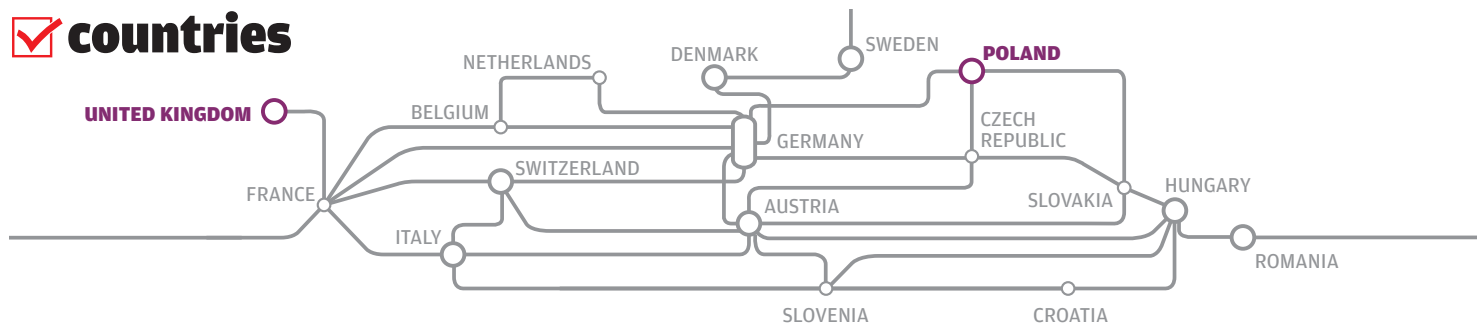 countries
SWEDEN
DENMARK
POLAND
NETHERLANDS
UNITED KINGDOM
BELGIUM
CZECH
REPUBLIC
GERMANY
SWITZERLAND
FRANCE
HUNGARY
SLOVAKIA
AUSTRIA
ITALY
ROMANIA
SLOVENIA
CROATIA